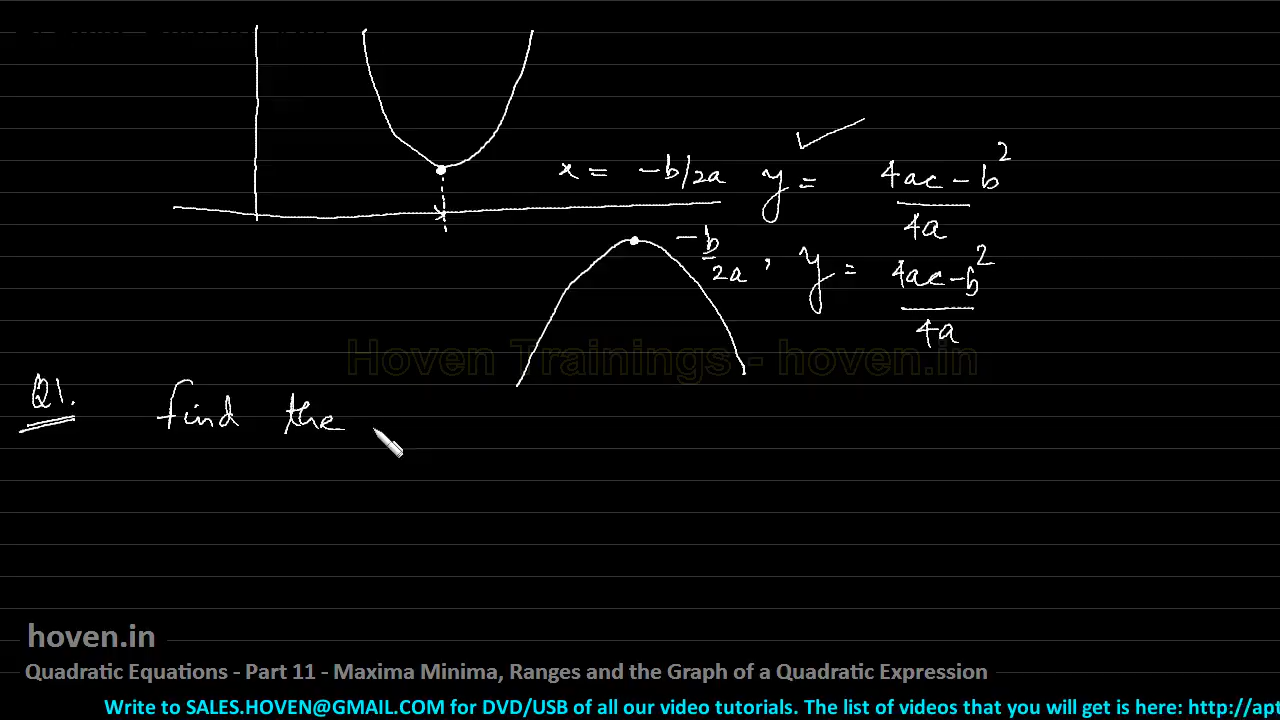 x = -b/2a y = 4ac - b²
4a
-b/2a, y = 4ac - b²
4a
Hoven Trainings - hoven.in
Q1. find the
hoven.in
Quadratic Equations - Part 11 - Maxima Minima, Ranges and the Graph of a Quadratic Expression
Write to SALES.HOVEN@GMAIL.COM for DVD/USB of all our video tutorials. The list of videos that you will get is here: http://apt